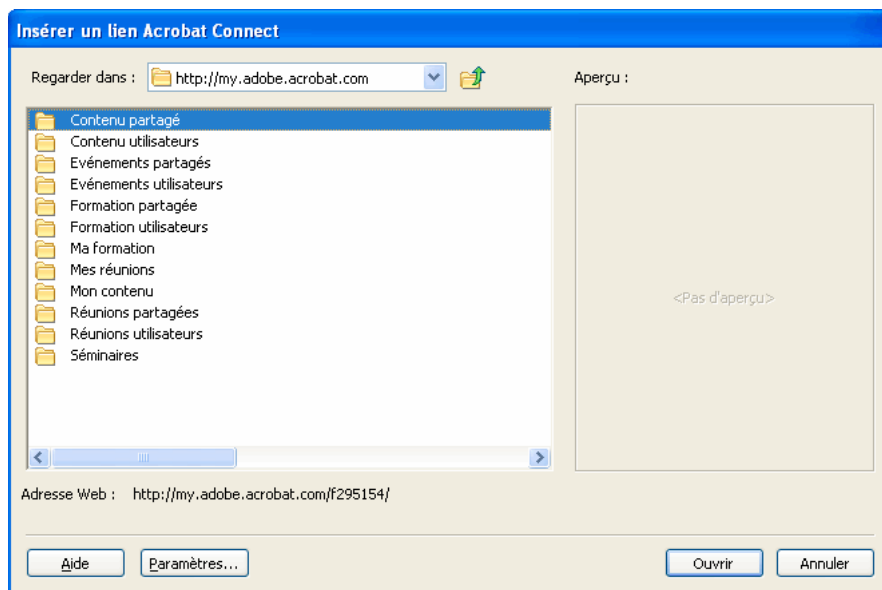 Insérer un lien Acrobat Connect
Regarder dans : http://my.adobe.acrobat.com Aperçu :
Contenu partagé
Contenu utilisateurs
Evénements partagés
Evénements utilisateurs
Formation partagée
Formation utilisateurs
Ma formation
Mes réunions
Mon contenu
<Pas d'aperçu>
Réunions partagées
Réunions utilisateurs
Séminaires
Adresse Web : http://my.adobe.acrobat.com/f295154/
Aide Paramètres... Ouvrir Annuler